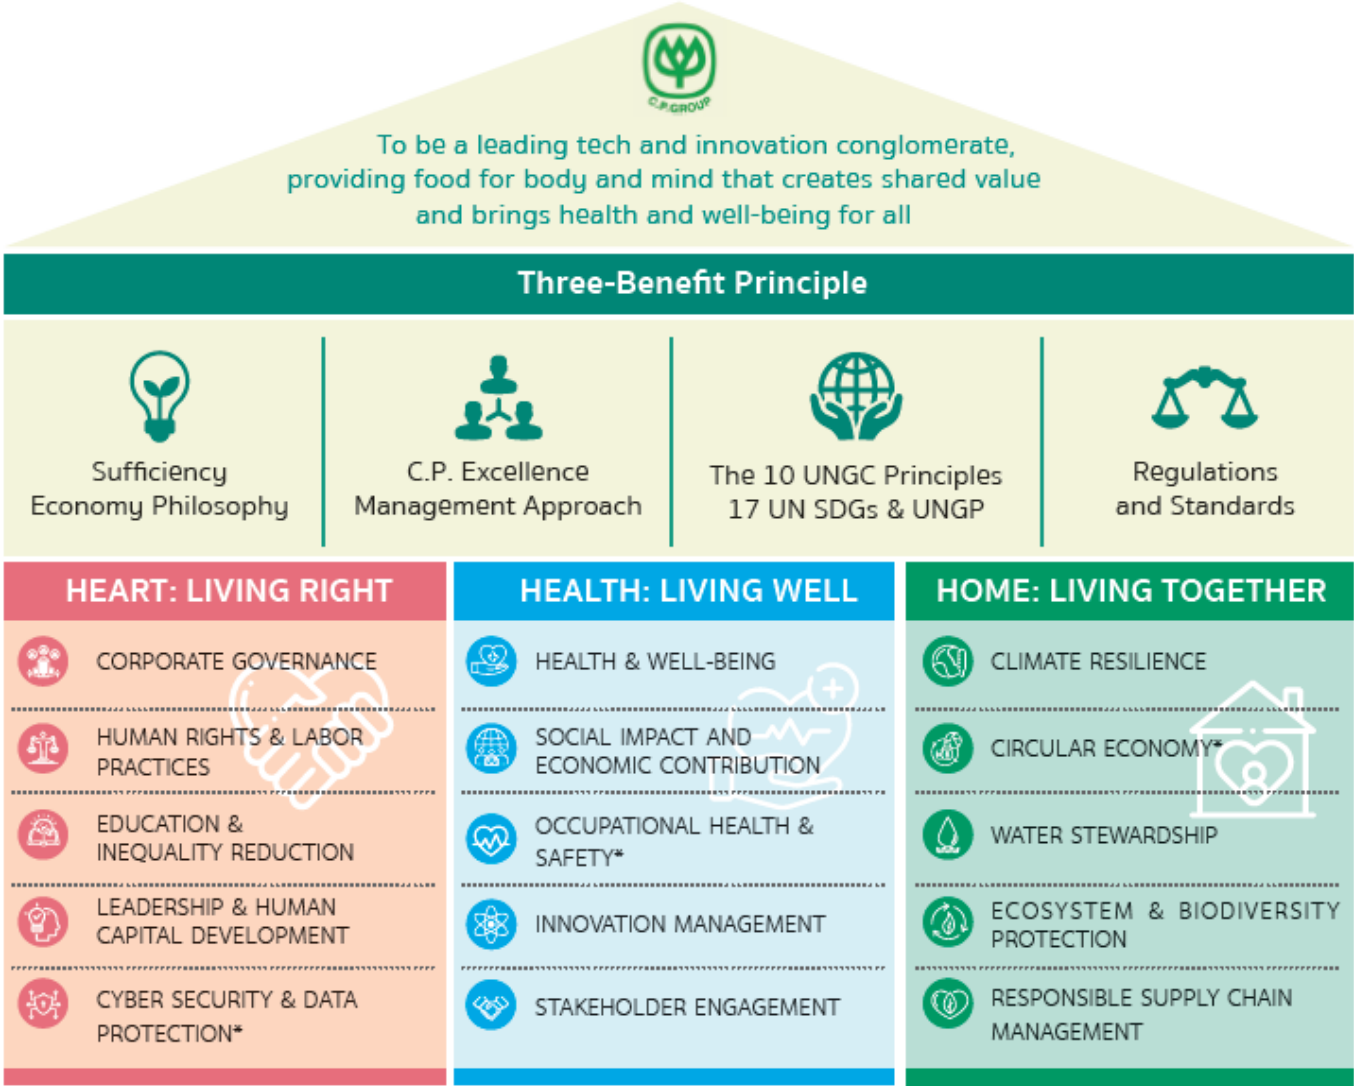 C.P.GROUP
To be a leading tech and innovation conglomerate,
providing food for body and mind that creates shared value
and brings health and well-being for all
Three-Benefit Principle
Sufficiency
Economy Philosophy
C.P. Excellence
Management Approach
The 10 UNGC Principles
17 UN SDGs & UNGP
Regulations
and Standards
HEART: LIVING RIGHT
CORPORATE GOVERNANCE
HUMAN RIGHTS & LABOR
PRACTICES
EDUCATION &
INEQUALITY REDUCTION
LEADERSHIP & HUMAN
CAPITAL DEVELOPMENT
CYBER SECURITY & DATA
PROTECTION*
HEALTH: LIVING WELL
HEALTH & WELL-BEING
SOCIAL IMPACT AND
ECONOMIC CONTRIBUTION
OCCUPATIONAL HEALTH &
SAFETY*
INNOVATION MANAGEMENT
STAKEHOLDER ENGAGEMENT
HOME: LIVING TOGETHER
CLIMATE RESILIENCE
CIRCULAR ECONOMY*
WATER STEWARDSHIP
ECOSYSTEM & BIODIVERSITY
PROTECTION
RESPONSIBLE SUPPLY CHAIN
MANAGEMENT